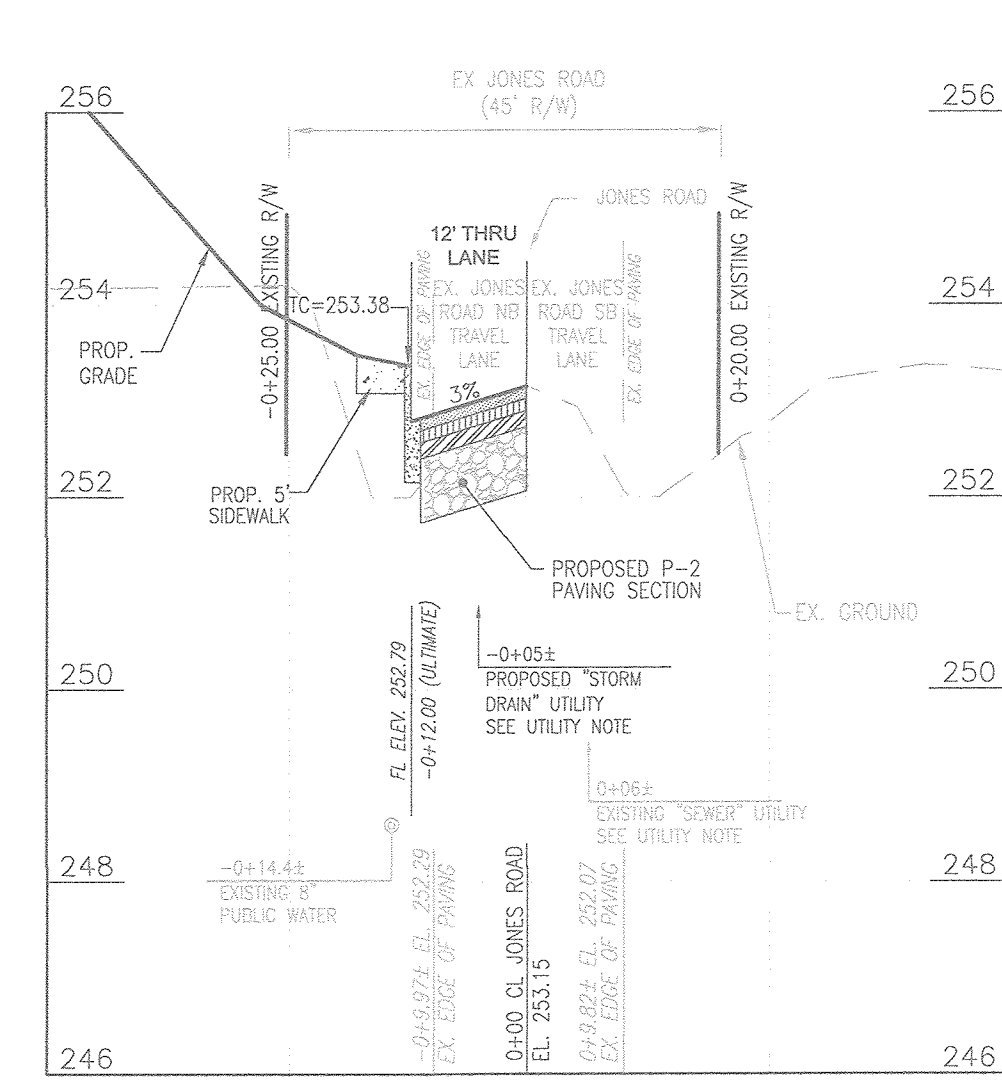 EX JONES ROAD
(45' R/W)
256
256
-0+25.00 EXISTING R/W
JONES ROAD
0+20.00 EXISTING R/W
12' THRU
LANE
EX. EDGE OF PAVING
EX. JONES
ROAD NB
TRAVEL
LANE
EX. JONES
ROAD SB
TRAVEL
LANE
EX. EDGE OF PAVING
254
254
TC=253.38
PROP.
GRADE
3%
252
252
PROP. 5'
SIDEWALK
PROPOSED P-2
PAVING SECTION
EX. GROUND
FL ELEV. 252.79
-0+12.00 (ULTIMATE)
-0+05±
PROPOSED "STORM
DRAIN" UTILITY
SEE UTILITY NOTE
250
250
0+06±
EXISTING "SEWER" UTILITY
SEE UTILITY NOTE
248
248
-0+14.4±
EXISTING 8"
PUBLIC WATER
-0+9.97± EL. 252.29
EX. EDGE OF PAVING
0+00 CL JONES ROAD
EL. 253.15
0+9.82± EL. 252.07
EX. EDGE OF PAVING
246
246